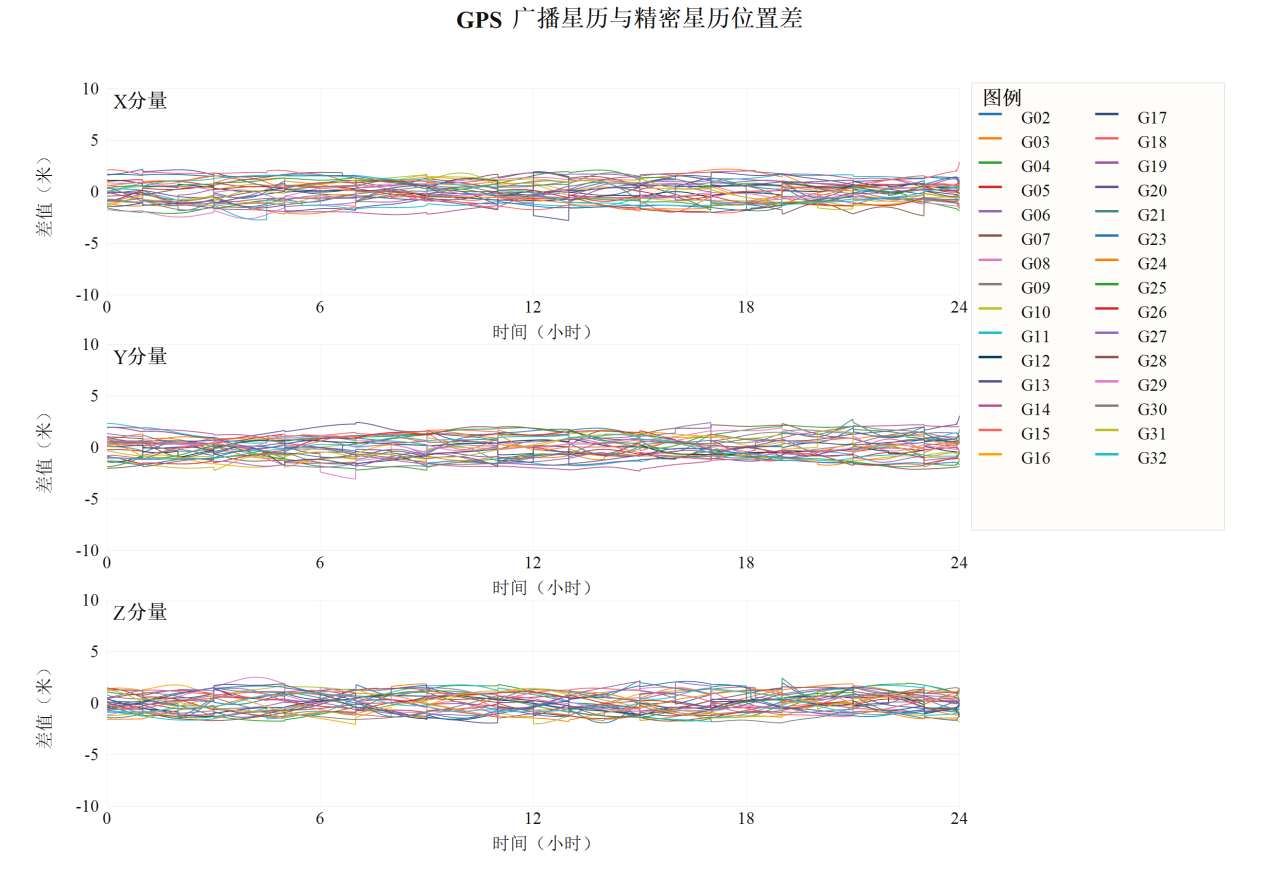 GPS 广播星历与精密星历位置差
10
X分量
5
0
-5
-10
差值（米）
0 6 12 18 24
时间（小时）
10
Y分量
5
0
-5
-10
差值（米）
0 6 12 18 24
时间（小时）
10
Z分量
5
0
-5
-10
差值（米）
0 6 12 18 24
时间（小时）
图例
G02 G17
G03 G18
G04 G19
G05 G20
G06 G21
G07 G23
G08 G24
G09 G25
G10 G26
G11 G27
G12 G28
G13 G29
G14 G30
G15 G31
G16 G32